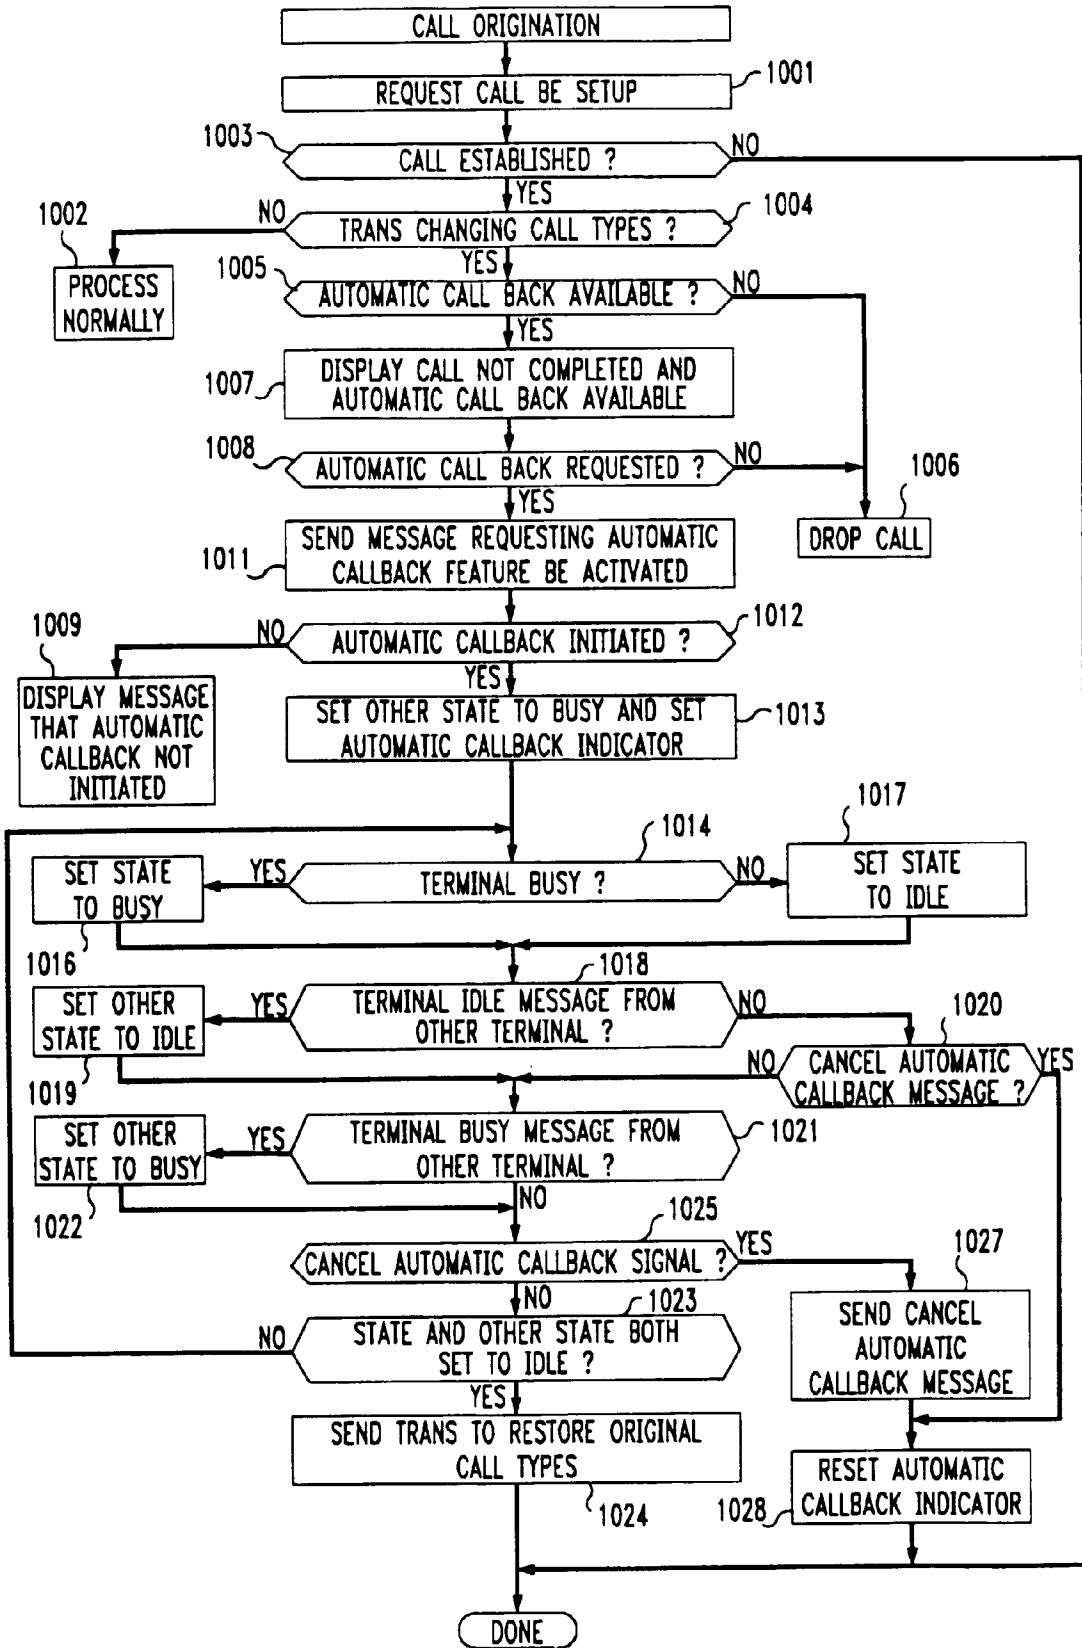 CALL ORIGINATION
REQUEST CALL BE SETUP
1001
1003
CALL ESTABLISHED ?
NO
YES
1002
NO
TRANS CHANGING CALL TYPES ?
1004
PROCESS
NORMALLY
YES
1005
AUTOMATIC CALL BACK AVAILABLE ?
NO
YES
1007
DISPLAY CALL NOT COMPLETED AND
AUTOMATIC CALL BACK AVAILABLE
1008
AUTOMATIC CALL BACK REQUESTED ?
NO
1006
DROP CALL
YES
1011
SEND MESSAGE REQUESTING AUTOMATIC
CALLBACK FEATURE BE ACTIVATED
1009
NO
AUTOMATIC CALLBACK INITIATED ?
1012
DISPLAY MESSAGE
THAT AUTOMATIC
CALLBACK NOT
INITIATED
YES
SET OTHER STATE TO BUSY AND SET
AUTOMATIC CALLBACK INDICATOR
1013
1014
1017
SET STATE
TO BUSY
YES
TERMINAL BUSY ?
NO
SET STATE
TO IDLE
1016
1018
SET OTHER
STATE TO IDLE
YES
TERMINAL IDLE MESSAGE FROM
OTHER TERMINAL ?
NO
1020
1019
NO
CANCEL AUTOMATIC
CALLBACK MESSAGE ?
YES
SET OTHER
STATE TO BUSY
YES
TERMINAL BUSY MESSAGE FROM
OTHER TERMINAL ?
1021
1022
NO
1025
CANCEL AUTOMATIC CALLBACK SIGNAL ?
YES
1027
NO
1023
NO
STATE AND OTHER STATE BOTH
SET TO IDLE ?
SEND CANCEL
AUTOMATIC
CALLBACK MESSAGE
YES
SEND TRANS TO RESTORE ORIGINAL
CALL TYPES
1024
RESET AUTOMATIC
CALLBACK INDICATOR
1028
DONE